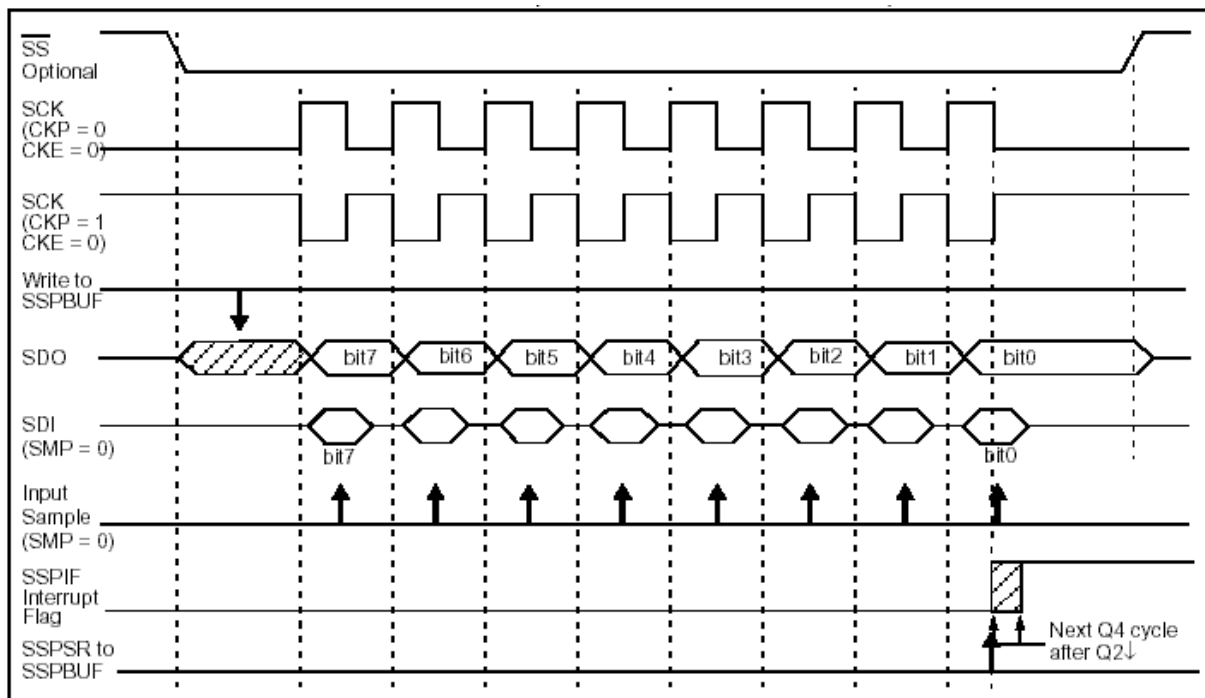 SS
Optional
SCK
(CKP = 0
CKE = 0)
SCK
(CKP = 1
CKE = 0)
Write to
SSPBUF
SDO
bit7
bit6
bit5
bit4
bit3
bit2
bit1
bit0
SDI
(SMP = 0)
bit7
bit0
Input
Sample
(SMP = 0)
SSPIF
Interrupt
Flag
Next Q4 cycle
after Q2↓
SSPSR to
SSPBUF